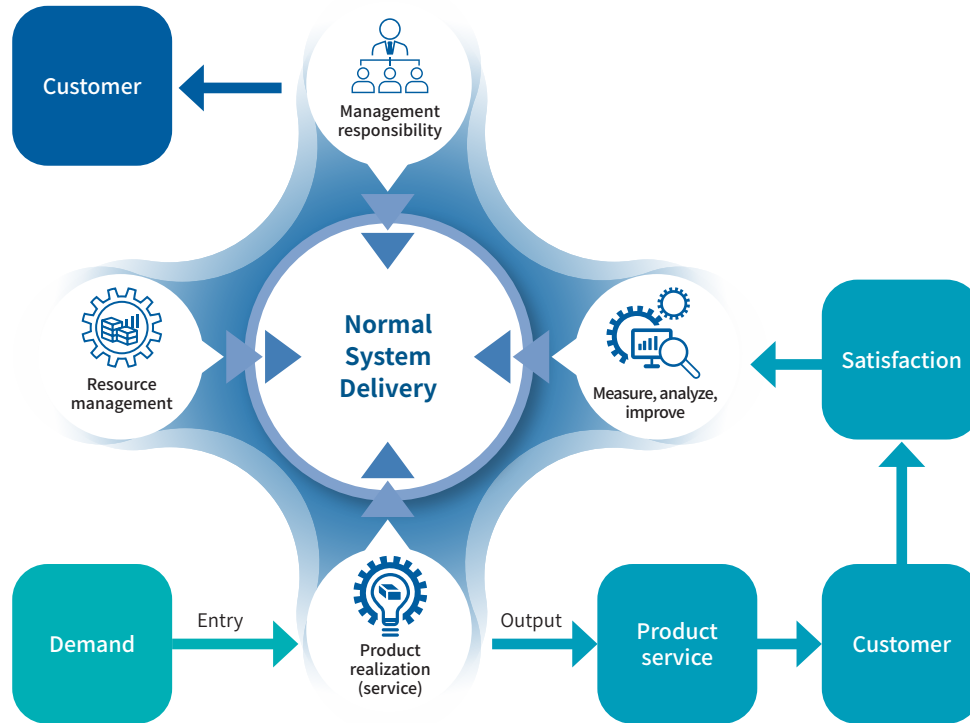 Customer
Management
responsibility
Normal
System
Delivery
Resource
management
Measure, analyze,
improve
Satisfaction
Demand
Entry
Product
realization
(service)
Output
Product
service
Customer